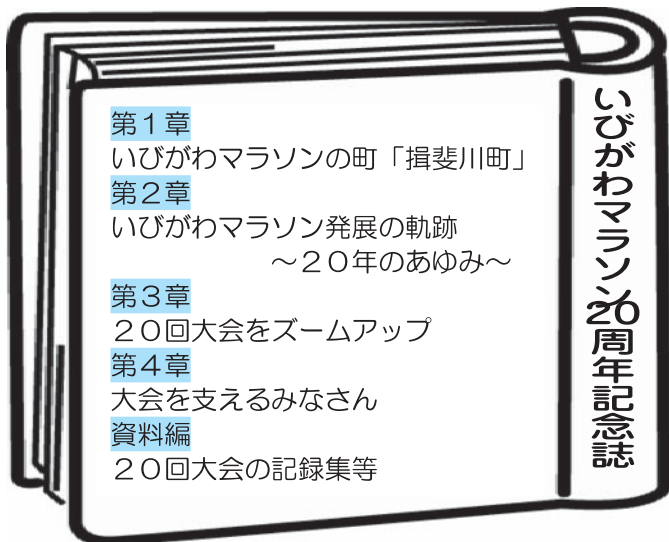 いびがわマラソン20周年記念誌
第１章
いびがわマラソンの町「揖斐川町」
第２章
いびがわマラソン発展の軌跡
～２０年のあゆみ～
第３章
２０回大会をズームアップ
第４章
大会を支えるみなさん
資料編
２０回大会の記録集等